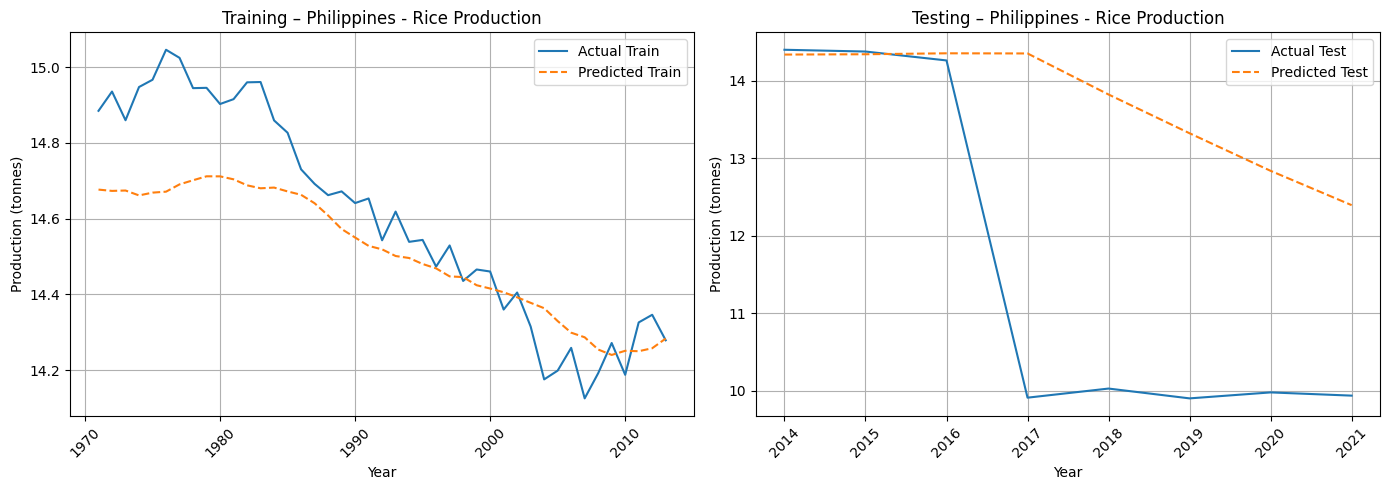 Training – Philippines - Rice Production
Production (tonnes)
15.0
14.8
14.6
14.4
14.2
Actual Train
Predicted Train
1970
1980
1990
2000
2010
Year
Testing – Philippines - Rice Production
Production (tonnes)
14
13
12
11
10
Actual Test
Predicted Test
2014
2015
2016
2017
2018
2019
2020
2021
Year